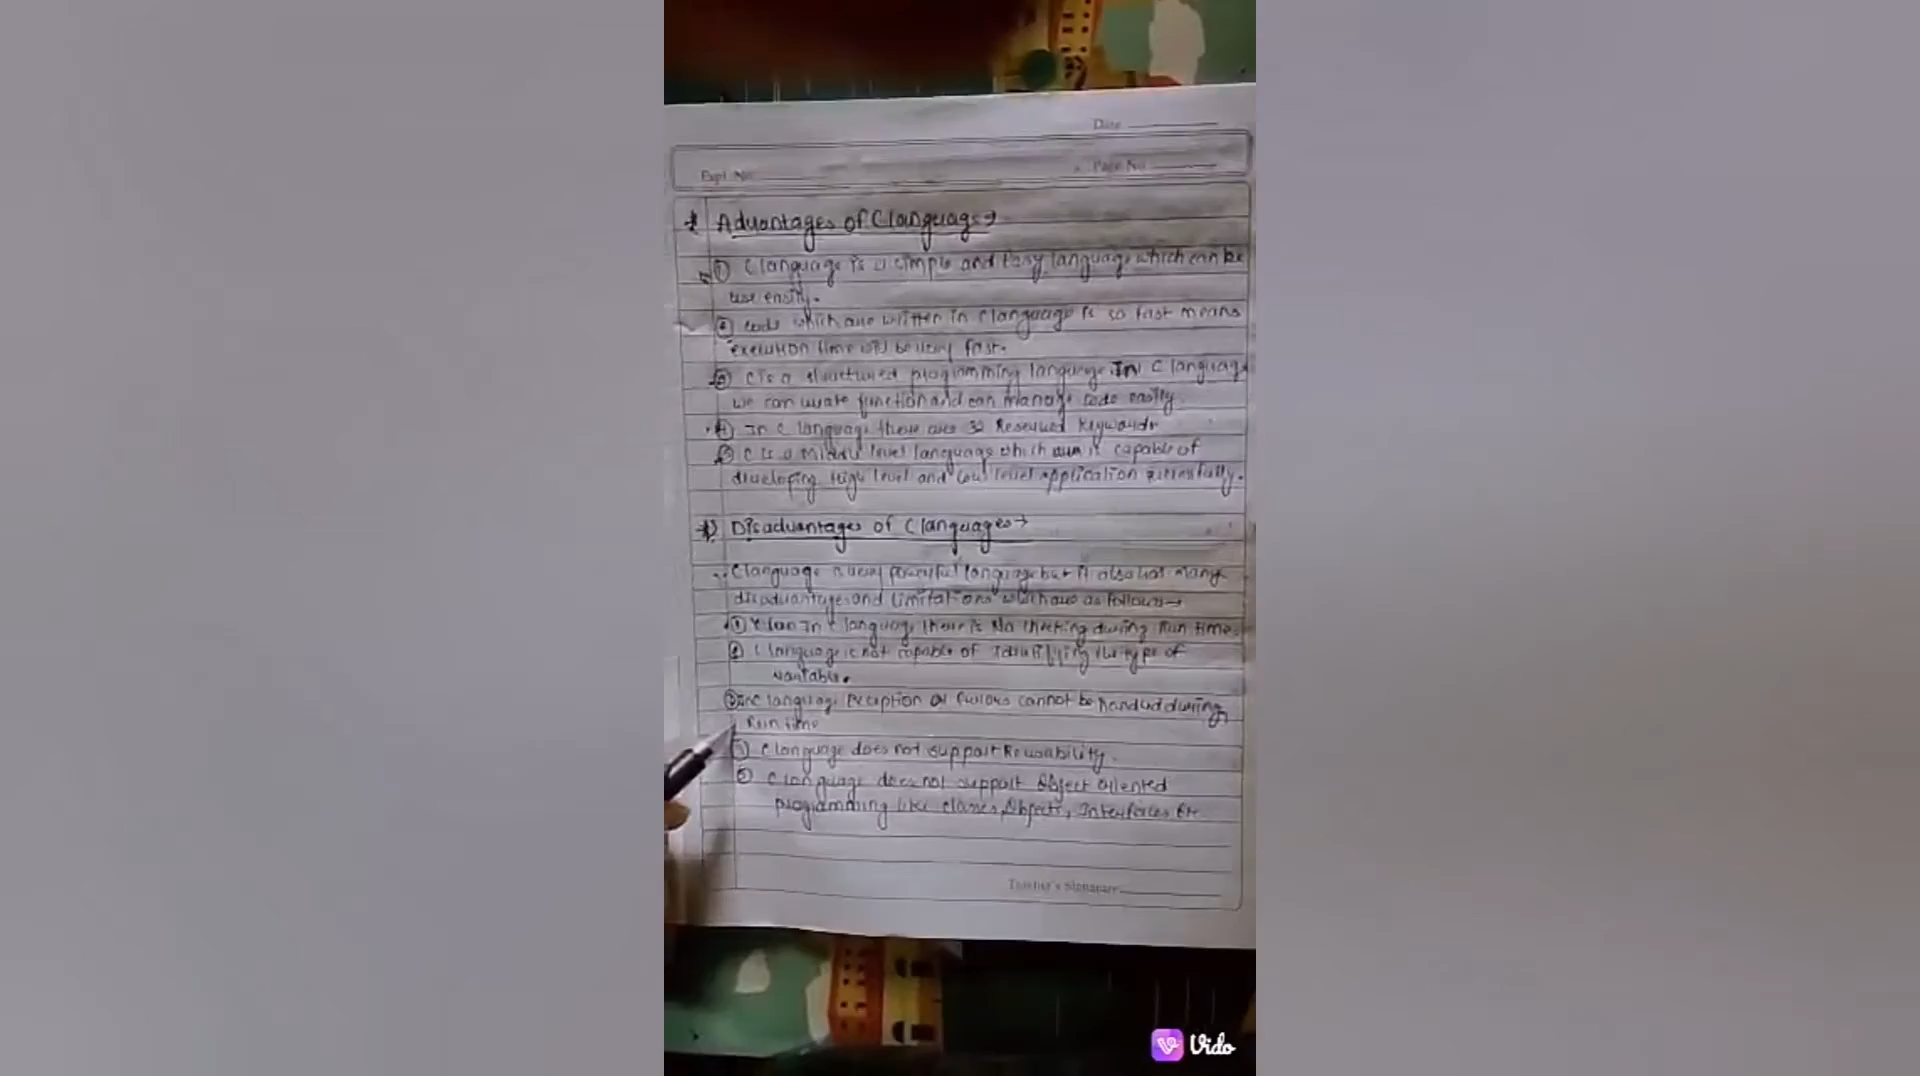 Date
Expt. No.
Page No.
* Advantages of C language →
① C language is a simple and Easy language which can be
use easily.
② code which are written in C language is so fast means
execution time will be very fast.
③ C is a structured programming language. In C language
we can create function and can manage code easily.
④ In C language there are 32 Reserved keywords
⑤ C is a Middle level language which is capable of
developing High level and low level application successfully.
* Disadvantages of C languages →
C language is very powerful language but it also has many
disadvantages and limitations which are as follows →
① In C language there is No checking during Run time.
② C language is not capable of Identifying the type of
variable.
③ In C language Exception or Errors cannot be handled during
Run time
C language does not support Reusability.
⑤ C language does not support Object oriented
programming like classes, Objects, Interfaces Etc.
Teacher's Signature
Vido